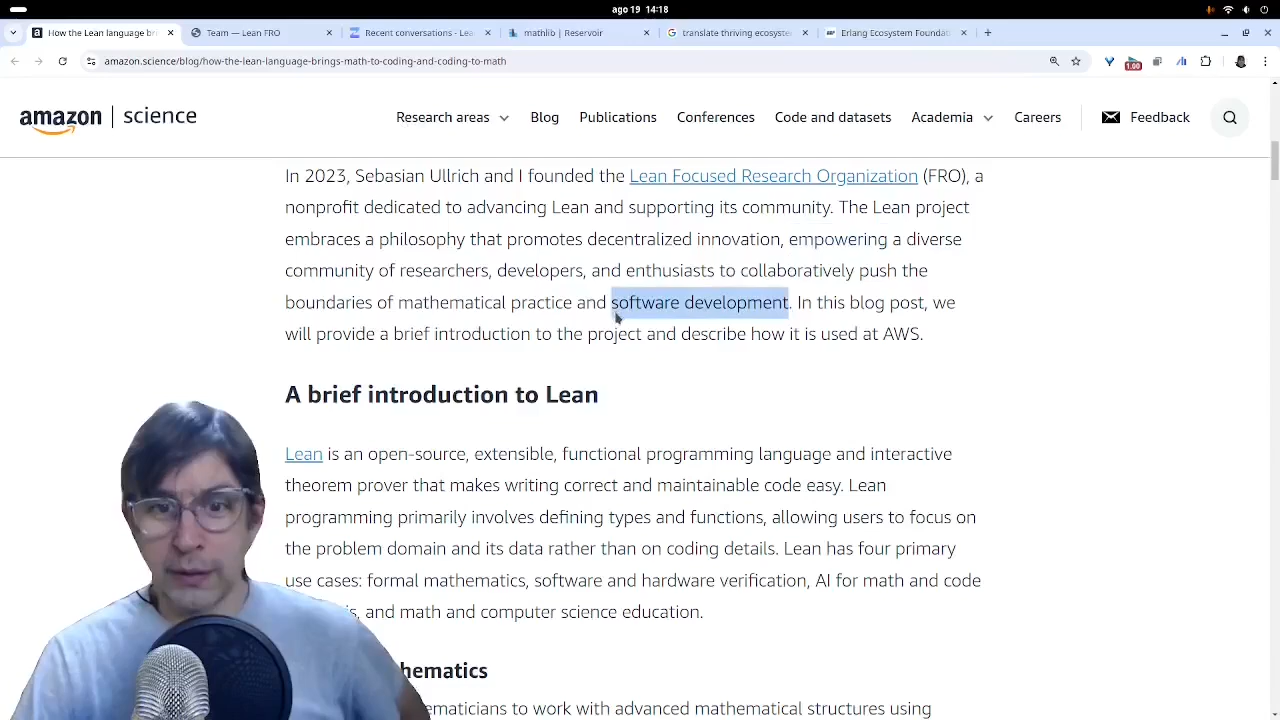 ago 19 14:18
How the Lean language bri
Team — Lean FRO
Recent conversations - Lea
mathlib | Reservoir
translate thriving ecosyste
Erlang Ecosystem Foundat
amazon.science/blog/how-the-lean-language-brings-math-to-coding-and-coding-to-math
1.00
amazon | science
Research areas
Blog
Publications
Conferences
Code and datasets
Academia
Careers
Feedback
In 2023, Sebasian Ullrich and I founded the Lean Focused Research Organization (FRO), a
nonprofit dedicated to advancing Lean and supporting its community. The Lean project
embraces a philosophy that promotes decentralized innovation, empowering a diverse
community of researchers, developers, and enthusiasts to collaboratively push the
boundaries of mathematical practice and software development. In this blog post, we
will provide a brief introduction to the project and describe how it is used at AWS.
A brief introduction to Lean
Lean is an open-source, extensible, functional programming language and interactive
theorem prover that makes writing correct and maintainable code easy. Lean
programming primarily involves defining types and functions, allowing users to focus on
the problem domain and its data rather than on coding details. Lean has four primary
use cases: formal mathematics, software and hardware verification, AI for math and code
s, and math and computer science education.
hematics
ematicians to work with advanced mathematical structures using